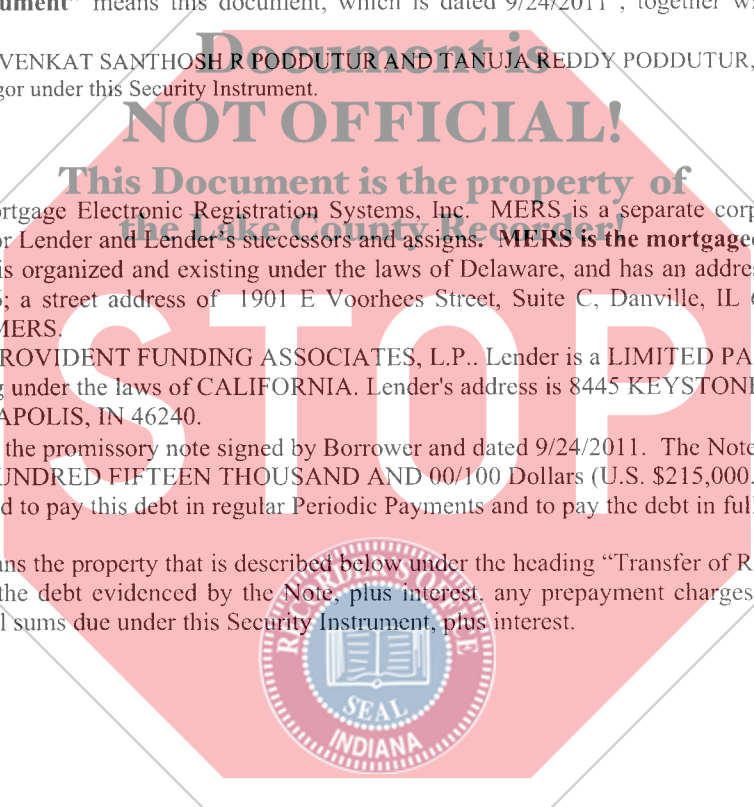 ument” means this document, which is dated 9/24/2011 , together w
Document is
VENKAT SANTHOSH R PODDUTUR AND TANUJA REDDY PODDUTUR,
gor under this Security Instrument.
NOT OFFICIAL!
This Document is the property of
the Lake County Recorder!
ortgage Electronic Registration Systems, Inc. MERS is a separate corp
or Lender and Lender's successors and assigns. MERS is the mortgage
is organized and existing under the laws of Delaware, and has an addre
; a street address of 1901 E Voorhees Street, Suite C, Danville, IL
MERS.
ROVIDENT FUNDING ASSOCIATES, L.P.. Lender is a LIMITED PA
g under the laws of CALIFORNIA. Lender's address is 8445 KEYSTONE
APOLIS, IN 46240.
STOP
the promissory note signed by Borrower and dated 9/24/2011. The Note
UNDRED FIFTEEN THOUSAND AND 00/100 Dollars (U.S. $215,000.
d to pay this debt in regular Periodic Payments and to pay the debt in full
ans the property that is described below under the heading “Transfer of R
the debt evidenced by the Note, plus interest, any prepayment charges
l sums due under this Security Instrument, plus interest.
RECORDER'S OFFICE
SEAL
INDIANA